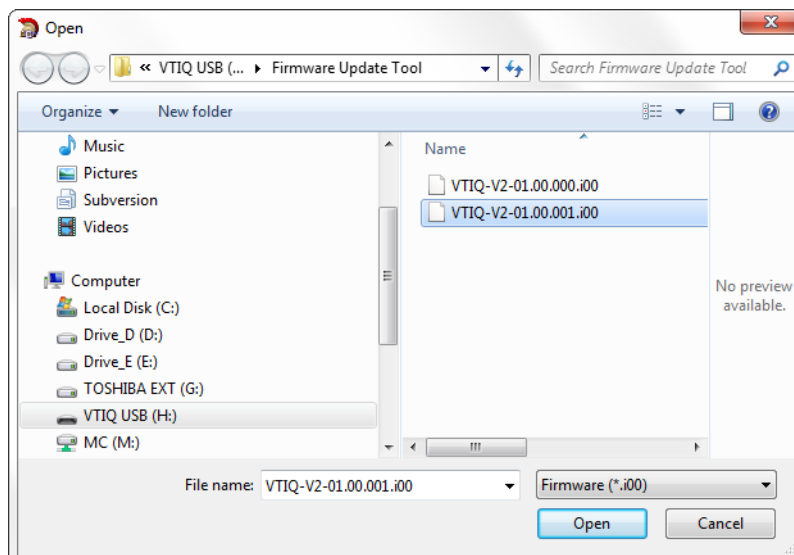 Open
« VTIQ USB (... ▸ Firmware Update Tool
Search Firmware Update Tool
Organize
New folder
Music
Pictures
Subversion
Videos
Computer
Local Disk (C:)
Drive_D (D:)
Drive_E (E:)
TOSHIBA EXT (G:)
VTIQ USB (H:)
MC (M:)
Name
VTIQ-V2-01.00.000.i00
VTIQ-V2-01.00.001.i00
No preview
available.
File name: VTIQ-V2-01.00.001.i00
Firmware (*.i00)
Open
Cancel